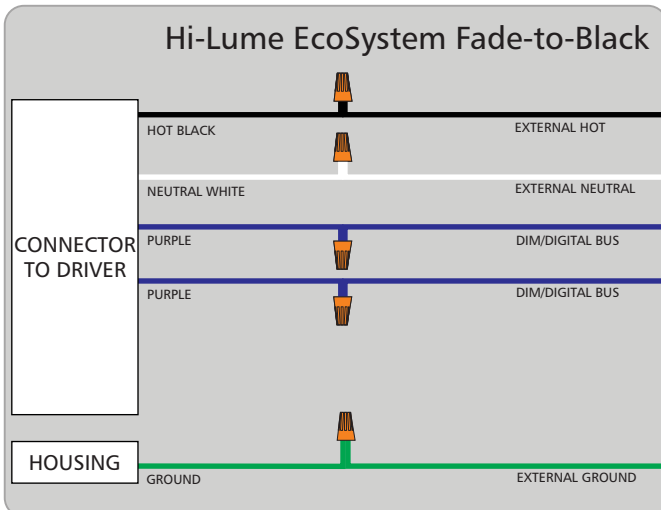 Hi-Lume EcoSystem Fade-to-Black
HOT BLACK EXTERNAL HOT
NEUTRAL WHITE EXTERNAL NEUTRAL
PURPLE DIM/DIGITAL BUS
CONNECTOR
TO DRIVER
PURPLE DIM/DIGITAL BUS
HOUSING
GROUND EXTERNAL GROUND